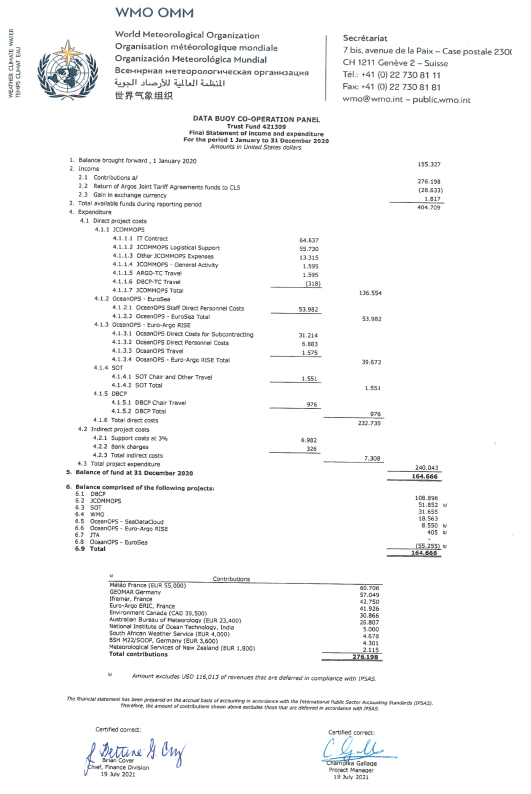 WMO OMM
WEATHER CLIMATE WATER
TEMPS CLIMAT EAU
World Meteorological Organization
Organisation météorologique mondiale
Organización Meteorológica Mundial
Всемирная метеорологическая организация
المنظمة العالمية للأرصاد الجوية
世界气象组织
Secrétariat
7 bis, avenue de la Paix – Case postale 2300
CH 1211 Genève 2 – Suisse
Tél.: +41 (0) 22 730 81 11
Fax: +41 (0) 22 730 81 81
wmo@wmo.int – public.wmo.int
DATA BUOY CO-OPERATION PANEL
Trust Fund 421309
Final Statement of income and expenditure
For the period 1 January to 31 December 2020
Amounts in United States dollars
1. Balance brought forward, 1 January 2020 155.327
2. Income
2.1 Contributions a/ 276.198
2.2 Return of Argos Joint Tariff Agreements funds to CLS (28.633)
2.3 Gain in exchange currency 1.817
3. Total available funds during reporting period 404.709
4. Expenditure
4.1 Direct project costs
4.1.1 JCOMMOPS
4.1.1.1 IT Contract 64.637
4.1.1.2 JCOMMOPS Logistical Support 55.730
4.1.1.3 Other JCOMMOPS Expenses 13.315
4.1.1.4 JCOMMOPS - General Activity 1.595
4.1.1.5 ARGO-TC Travel 1.595
4.1.1.6 DBCP-TC Travel (318)
4.1.1.7 JCOMMOPS Total 136.554
4.1.2 OceanOPS - EuroSea
4.1.2.1 OceanOPS Staff Direct Personnel Costs 53.982
4.1.2.2 OceanOPS - EuroSea Total 53.982
4.1.3 OceanOPS - Euro-Argo RISE
4.1.3.1 OceanOPS Direct Costs for Subcontracting 31.214
4.1.3.2 OceanOPS Direct Personnel Costs 6.883
4.1.3.3 OceanOPS Travel 1.575
4.1.3.4 OceanOPS - Euro-Argo RISE Total 39.672
4.1.4 SOT
4.1.4.1 SOT Chair and Other Travel 1.551
4.1.4.2 SOT Total 1.551
4.1.5 DBCP
4.1.5.1 DBCP Chair Travel 976
4.1.5.2 DBCP Total 976
4.1.6 Total direct costs 232.735
4.2 Indirect project costs
4.2.1 Support costs at 3% 6.982
4.2.2 Bank charges 326
4.2.3 Total indirect costs 7.308
4.3 Total project expenditure 240.043
5. Balance of fund at 31 December 2020 164.666
6. Balance comprised of the following projects:
6.1 DBCP 108.896
6.2 JCOMMOPS 51.852 b/
6.3 SOT 31.655
6.4 WMO 18.563
6.5 OceanOPS - SeaDataCloud 8.550 b/
6.6 OceanOPS - Euro-Argo RISE 405 b/
6.7 JTA -
6.8 OceanOPS - EuroSea (55.255) b/
6.9 Total 164.666
a/ Contributions
Météo France (EUR 55,000) 60.706
GEOMAR Germany 57.049
Ifremer, France 42.750
Euro-Argo ERIC, France 41.926
Environment Canada (CAD 39,500) 30.866
Australian Bureau of Meteorology (EUR 23,400) 26.807
National Institute of Ocean Technology, India 5.000
South African Weather Service (EUR 4,000) 4.678
BSH M22/SOOP, Germany (EUR 3,600) 4.301
Meteorological Services of New Zealand (EUR 1,800) 2.115
Total contributions 276.198
b/ Amount excludes USD 116,013 of revenues that are deferred in compliance with IPSAS.
The financial statement has been prepared on the accrual basis of accounting in accordance with the International Public Sector Accounting Standards (IPSAS).
Therefore, the amount of contributions shown above excludes those that are deferred in accordance with IPSAS.
Certified correct:
Brian Cover
Chief, Finance Division
19 July 2021
Certified correct:
Champika Gallage
Project Manager
19 July 2021